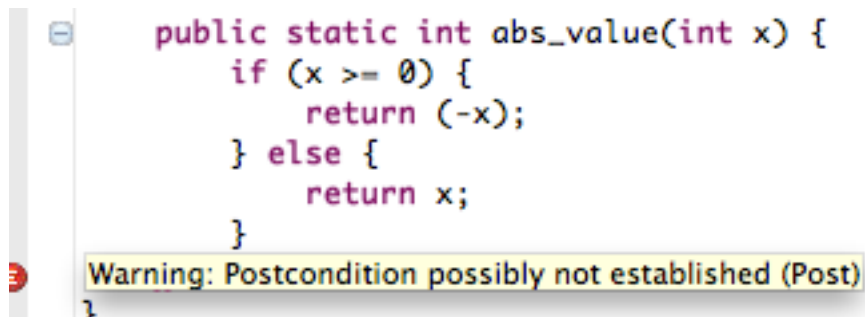 public static int abs_value(int x) {
if (x >= 0) {
return (-x);
} else {
return x;
}
Warning: Postcondition possibly not established (Post)
}